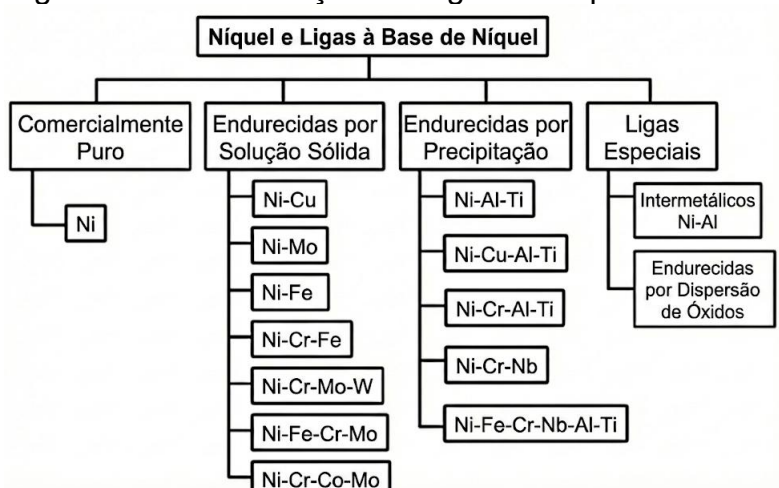 Níquel e Ligas à Base de Níquel
Comercialmente
Puro
Ni
Endurecidas por
Solução Sólida
Ni-Cu
Ni-Mo
Ni-Fe
Ni-Cr-Fe
Ni-Cr-Mo-W
Ni-Fe-Cr-Mo
Ni-Cr-Co-Mo
Endurecidas por
Precipitação
Ni-Al-Ti
Ni-Cu-Al-Ti
Ni-Cr-Al-Ti
Ni-Cr-Nb
Ni-Fe-Cr-Nb-Al-Ti
Ligas
Especiais
Intermetálicos
Ni-Al
Endurecidas
por Dispersão
de Óxidos